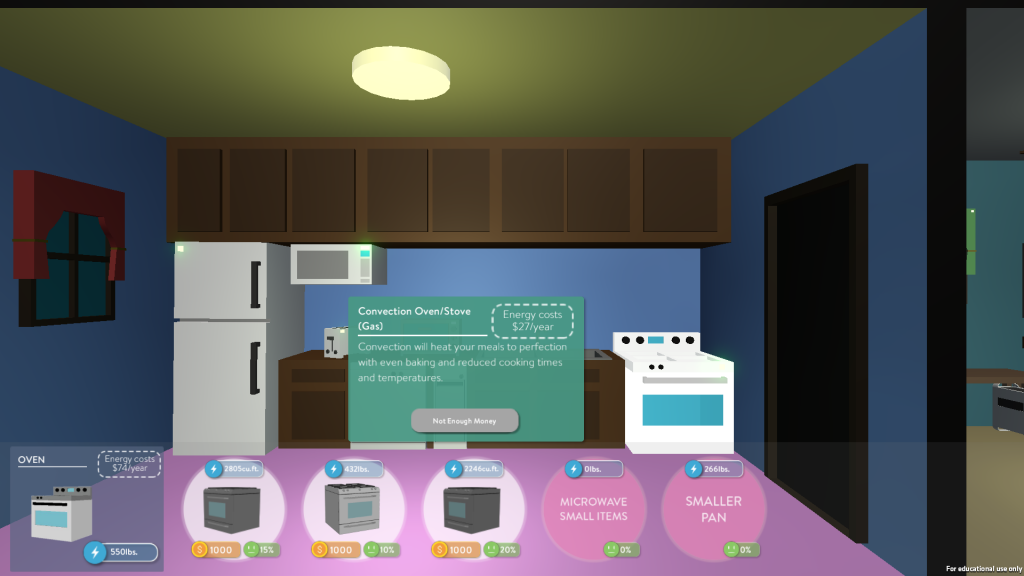 Convection Oven/Stove
(Gas)
Energy costs
$27/year
Convection will heat your meals to perfection
with even baking and reduced cooking times
and temperatures.
Not Enough Money
OVEN
Energy costs
$74/year
550lbs.
2805cu.ft.
1000
15%
432lbs.
1000
10%
2246cu.ft.
1000
20%
0lbs.
MICROWAVE
SMALL ITEMS
0%
266lbs.
SMALLER
PAN
0%
For educational use only